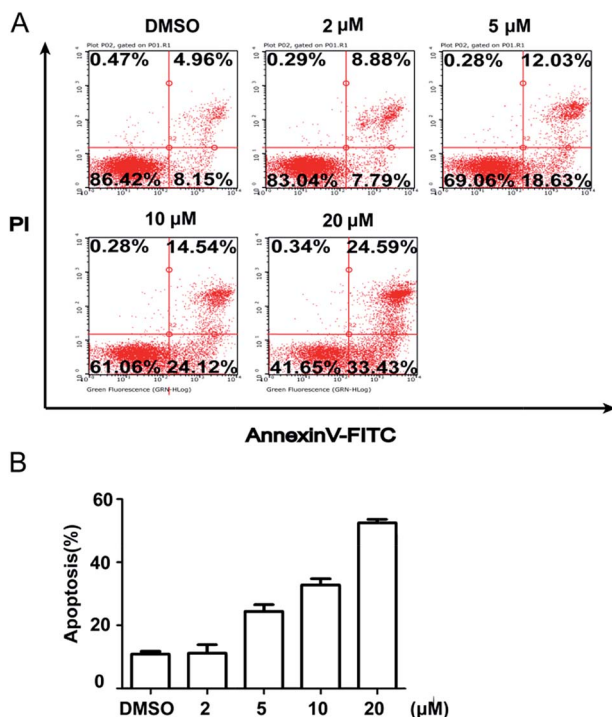 A
DMSO 2 μM 5 μM
Plot P02, gated on P01.R1 Plot P02, gated on P01.R1 Plot P02, gated on P01.R1
0.47% 4.96% 0.29% 8.88% 0.28% 12.03%
86.42% 8.15% 83.04% 7.79% 69.06% 18.63%
PI
10 μM 20 μM
0.28% 14.54% 0.34% 24.59%
61.06% 24.12% 41.65% 33.43%
Green Fluorescence (GRN-HLog) Green Fluorescence (GRN-HLog)
AnnexinV-FITC
B
Apoptosis(%)
60
40
20
0
DMSO 2 5 10 20 (μM)